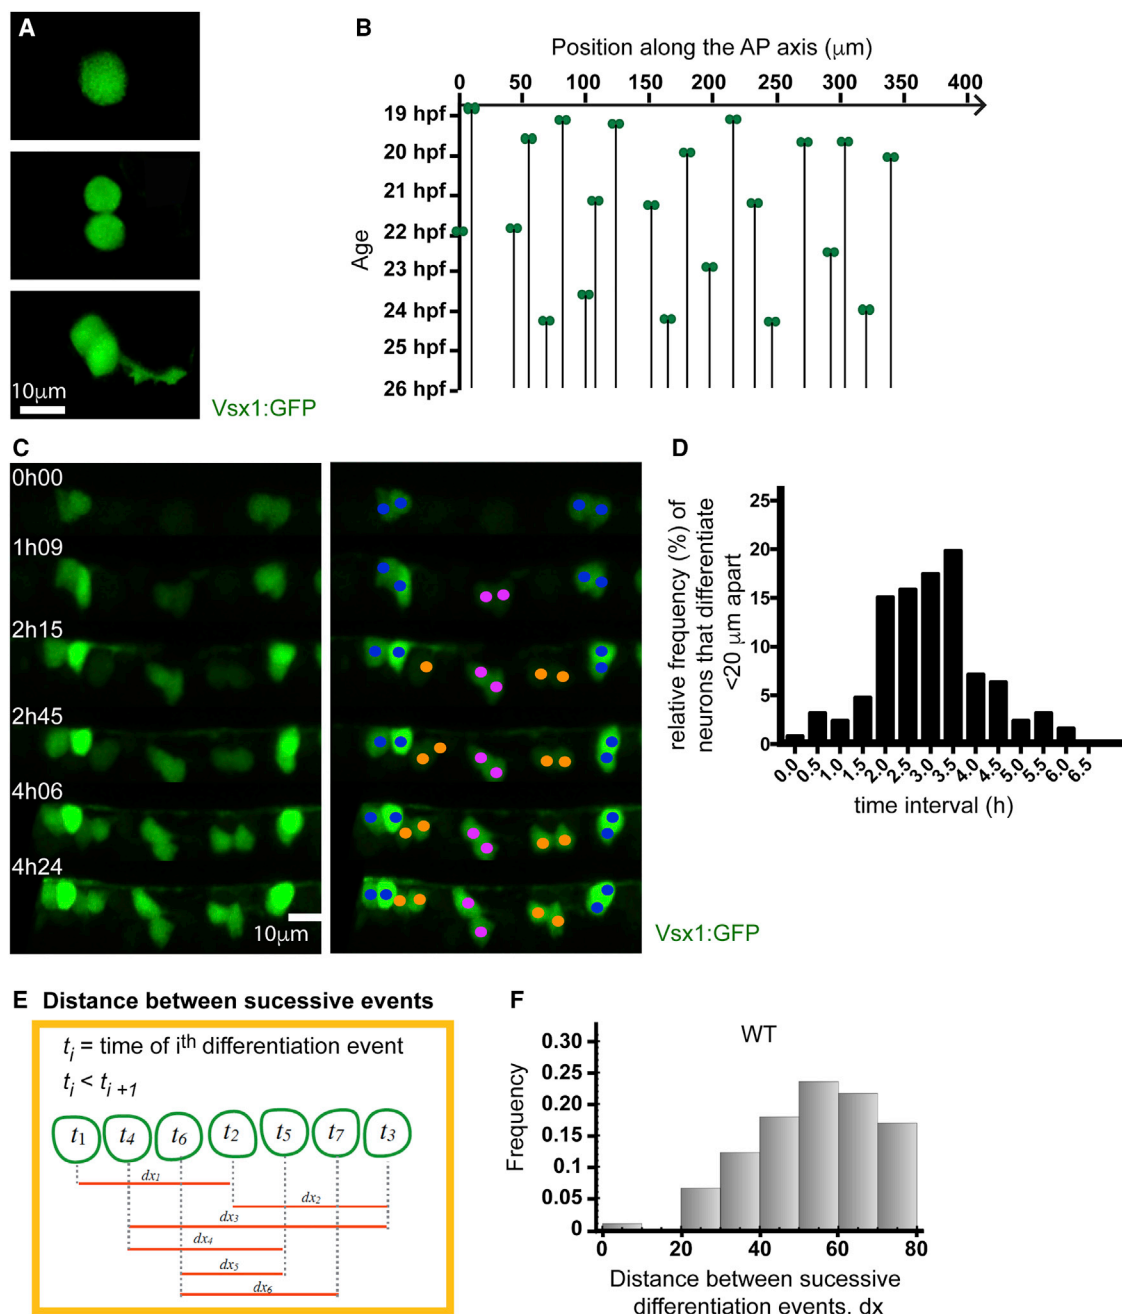 A
10μm
Vsx1:GFP
B
Position along the AP axis (μm)
0 50 100 150 200 250 300 350 400
Age
19 hpf
20 hpf
21 hpf
22 hpf
23 hpf
24 hpf
25 hpf
26 hpf
C
0h00
1h09
2h15
2h45
4h06
4h24
10μm
Vsx1:GFP
D
relative frequency (%) of
neurons that differentiate
<20 μm apart
25
20
15
10
5
0
0.0 0.5 1.0 1.5 2.0 2.5 3.0 3.5 4.0 4.5 5.0 5.5 6.0 6.5
time interval (h)
E Distance between sucessive events
ti = time of ith differentiation event
ti < ti +1
t1 t4 t6 t2 t5 t7 t3
dx1
dx2
dx3
dx4
dx5
dx6
F
WT
Frequency
0.30
0.25
0.20
0.15
0.1
0.05
0
0 20 40 60 80
Distance between sucessive
differentiation events, dx